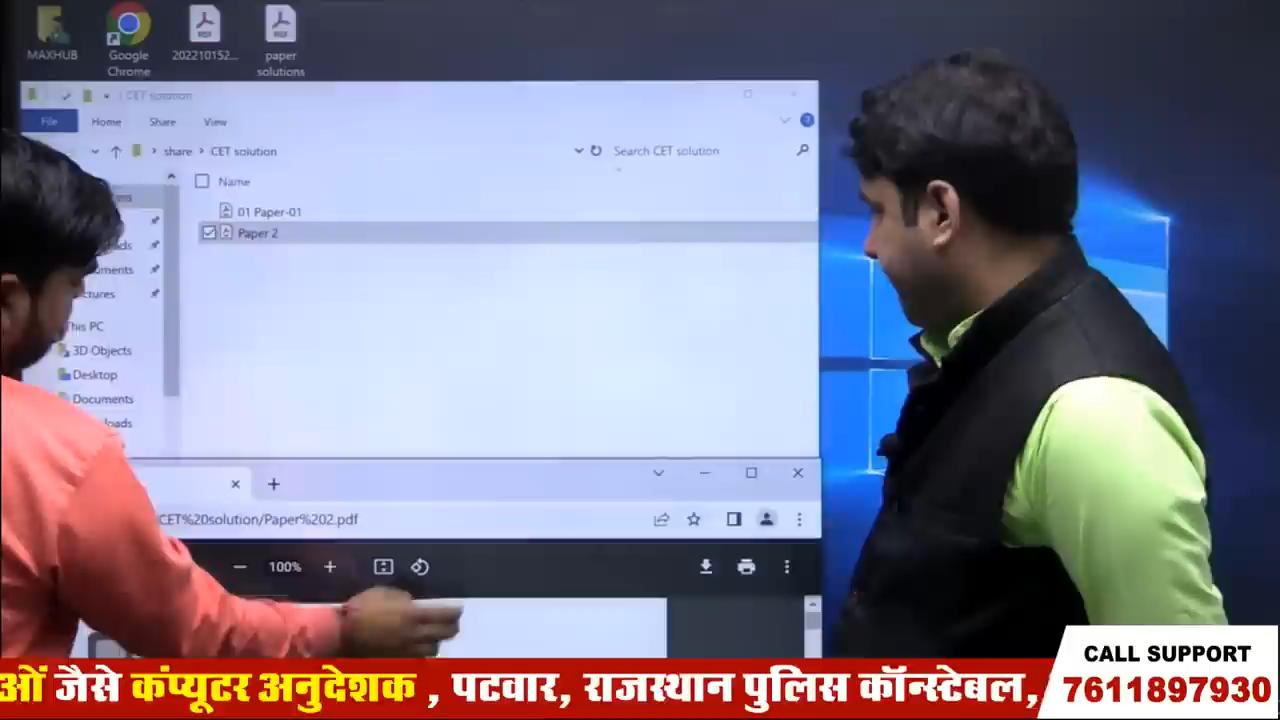 MAXHUB
Google
Chrome
202210152...
paper
solutions
CET solution
File Home Share View
share > CET solution
Search CET solution
Name
01 Paper-01
Paper 2
This PC
3D Objects
Desktop
Documents
CET%20solution/Paper%202.pdf
100%
ओं जैसे कंप्यूटर अनुदेशक , पटवार, राजस्थान पुलिस कॉन्स्टेबल,
CALL SUPPORT
7611897930